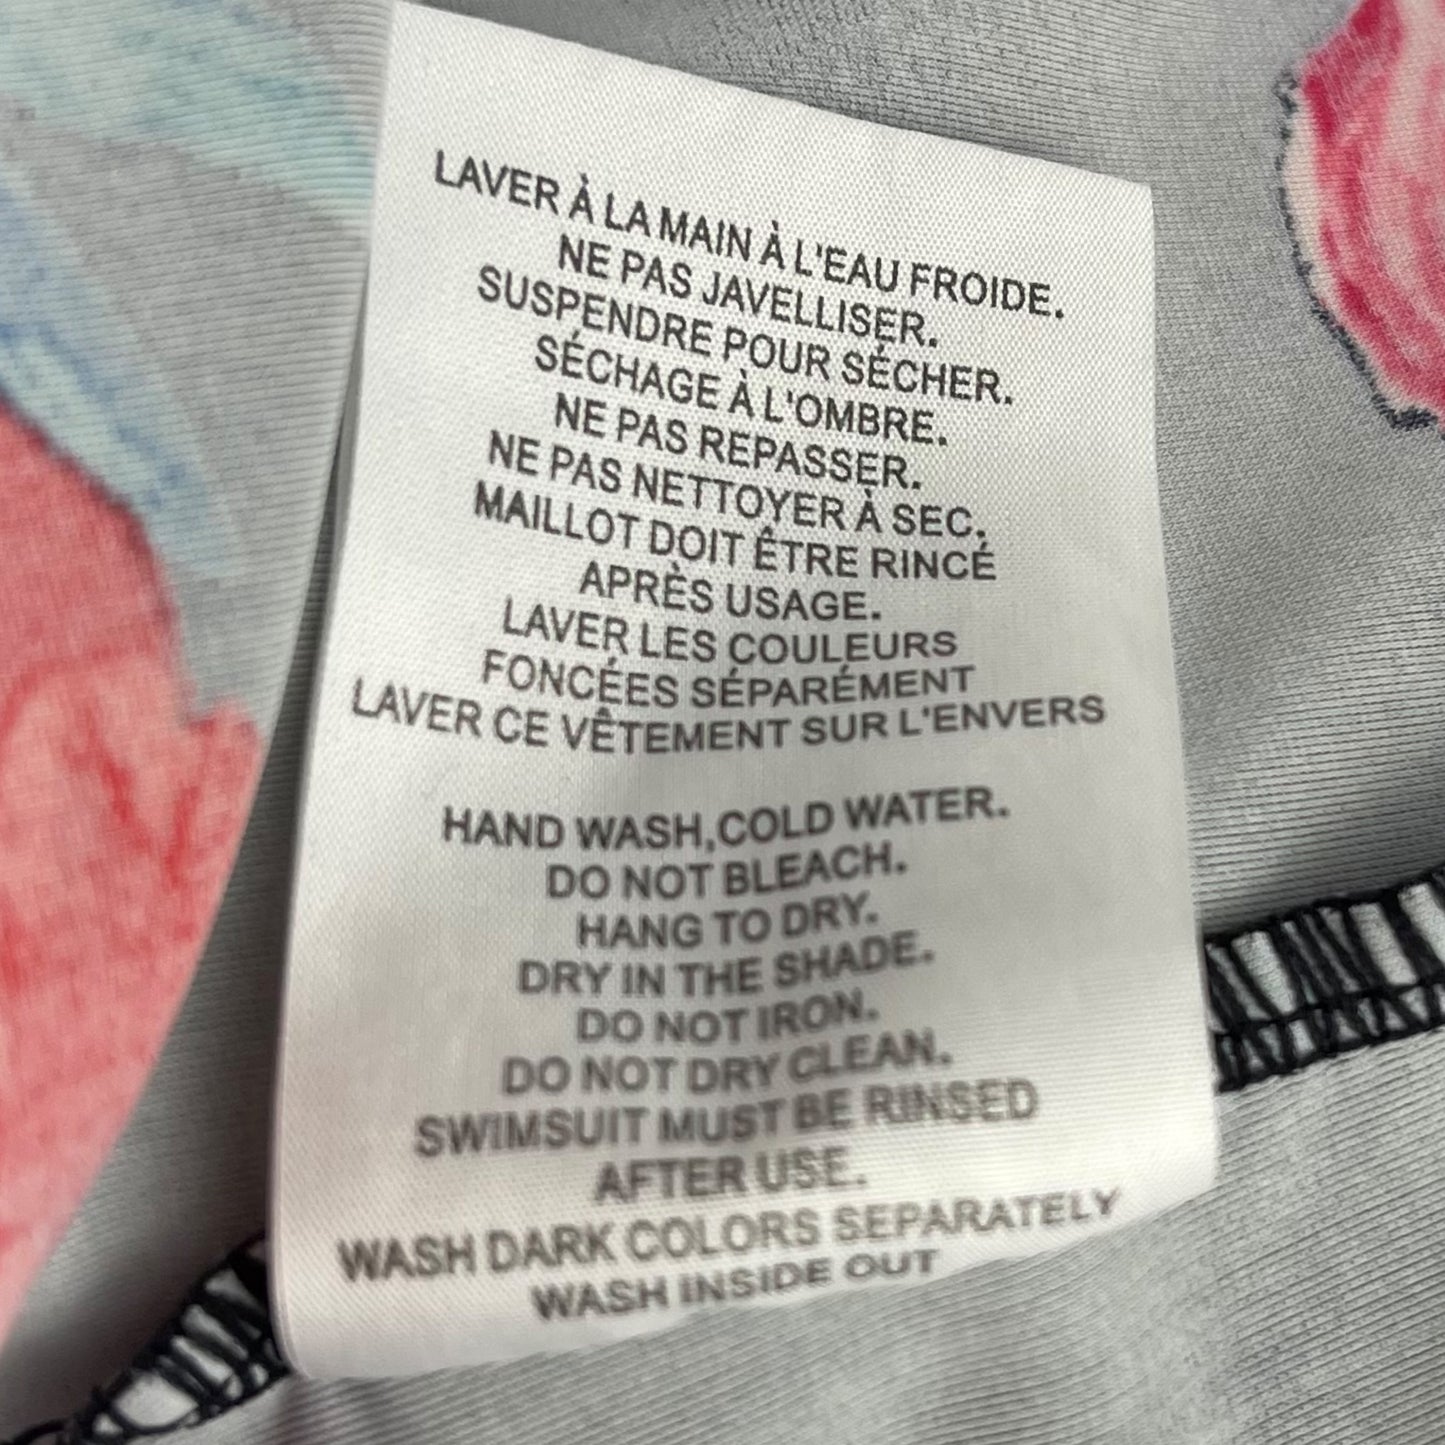 LAVER À LA MAIN À L'EAU FROIDE.
NE PAS JAVELLISER.
SUSPENDRE POUR SÉCHER.
SÉCHAGE À L'OMBRE.
NE PAS REPASSER.
NE PAS NETTOYER À SEC.
MAILLOT DOIT ÊTRE RINCÉ
APRÈS USAGE.
LAVER LES COULEURS
FONCÉES SÉPARÉMENT
LAVER CE VÊTEMENT SUR L'ENVERS
HAND WASH,COLD WATER.
DO NOT BLEACH.
HANG TO DRY.
DRY IN THE SHADE.
DO NOT IRON.
DO NOT DRY CLEAN.
SWIMSUIT MUST BE RINSED
AFTER USE.
WASH DARK COLORS SEPARATELY
WASH INSIDE OUT